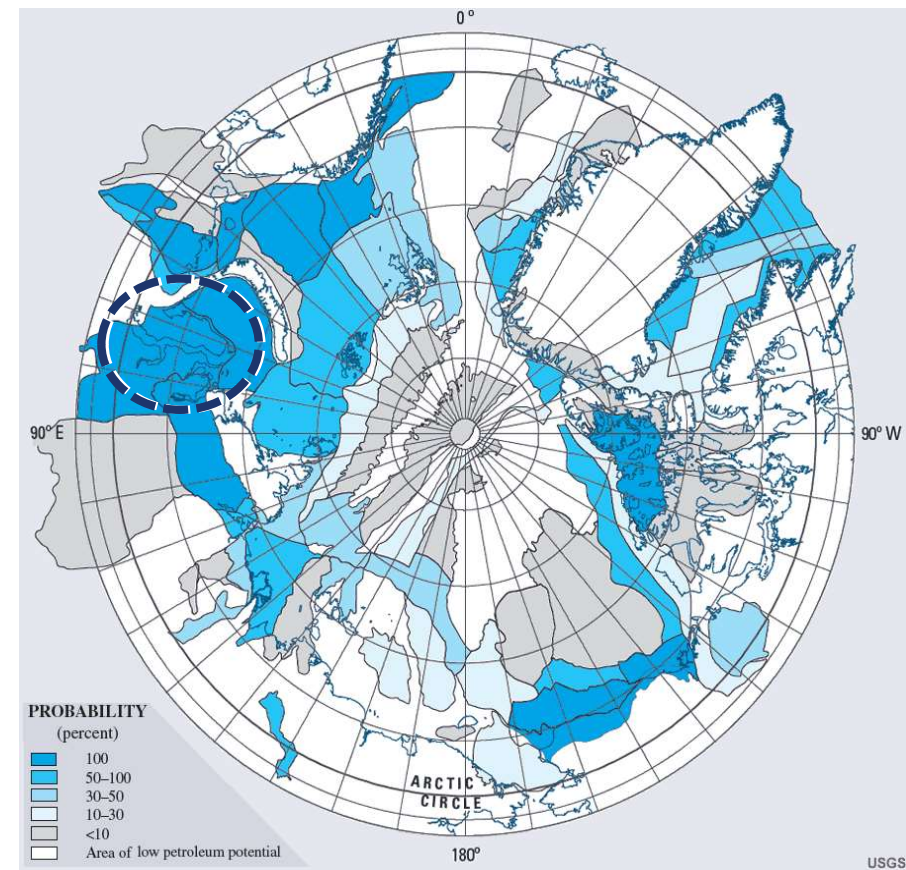 0°
90° E
90° W
ARCTIC
CIRCLE
180°
PROBABILITY
(percent)
100
50–100
30–50
10–30
<10
Area of low petroleum potential
USGS